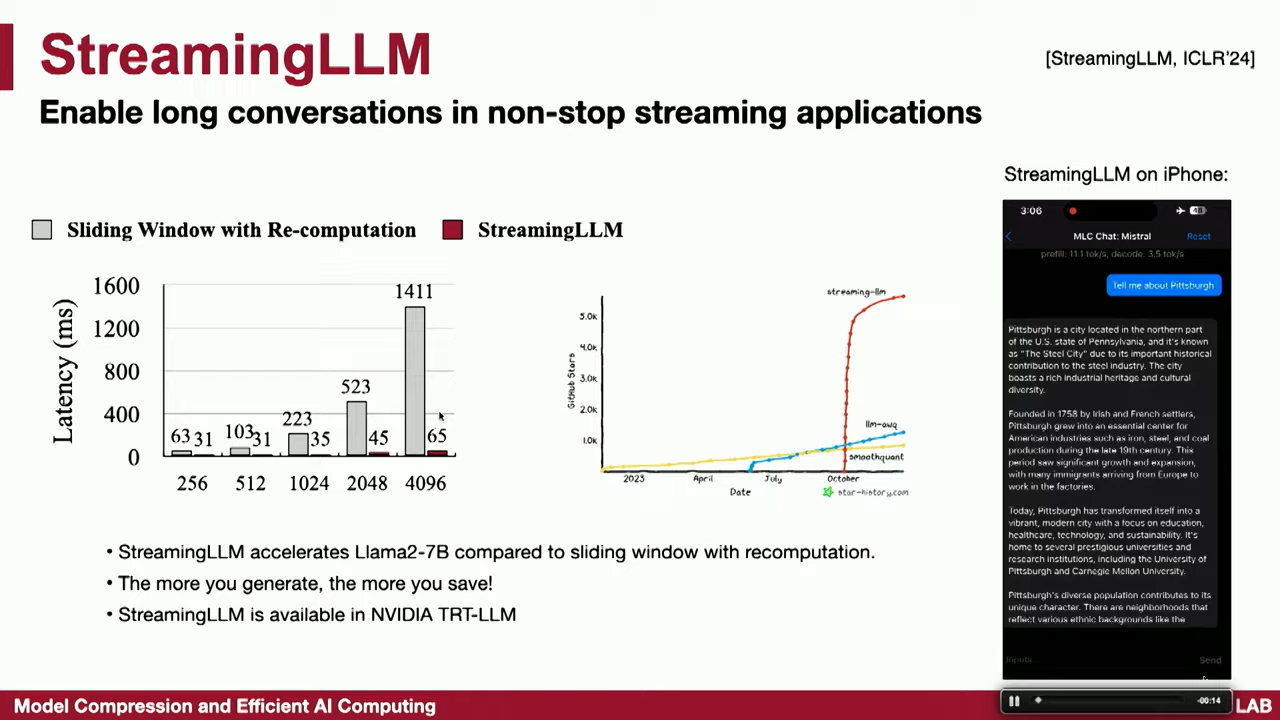 StreamingLLM
[StreamingLLM, ICLR'24]
Enable long conversations in non-stop streaming applications
StreamingLLM on iPhone:
Sliding Window with Re-computation
StreamingLLM
Latency (ms)
1600
1200
800
400
0
63
31
103
31
223
35
523
45
1411
65
256
512
1024
2048
4096
GitHub Stars
5.0k
4.0k
3.0k
2.0k
1.0k
streaming-llm
llm-awq
smoothquant
2023
April
July
October
Date
star-history.com
• StreamingLLM accelerates Llama2-7B compared to sliding window with recomputation.
• The more you generate, the more you save!
• StreamingLLM is available in NVIDIA TRT-LLM
3:06
MLC Chat: Mistral
Reset
prefill: 11.1 tok/s, decode: 3.5 tok/s
Tell me about Pittsburgh
Pittsburgh is a city located in the northern part
of the U.S. state of Pennsylvania, and it's known
as "The Steel City" due to its important historical
contribution to the steel industry. The city
boasts a rich industrial heritage and cultural
diversity.
Founded in 1758 by Irish and French settlers,
Pittsburgh grew into an essential center for
American industries such as iron, steel, and coal
production during the late 19th century. This
period saw significant growth and expansion,
with many immigrants arriving from Europe to
work in the factories.
Today, Pittsburgh has transformed itself into a
vibrant, modern city with a focus on education,
healthcare, technology, and sustainability. It's
home to several prestigious universities and
research institutions, including the University of
Pittsburgh and Carnegie Mellon University.
Pittsburgh's diverse population contributes to its
unique character. There are neighborhoods that
reflect various ethnic backgrounds like the
Inputs...
Send
-00:14
Model Compression and Efficient AI Computing
LAB